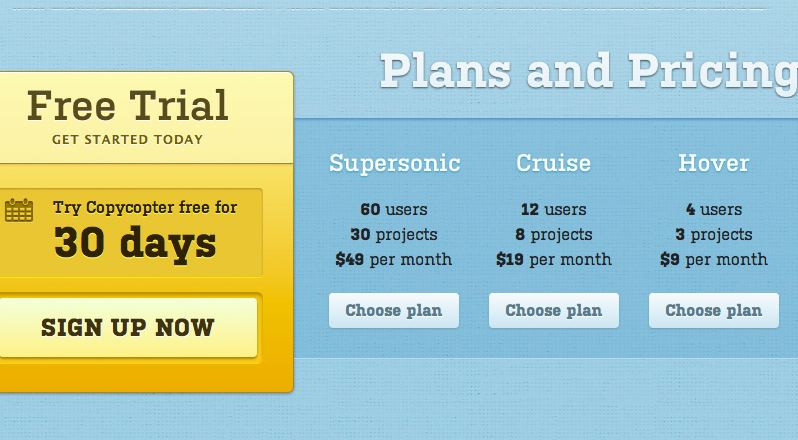 Plans and Pricing
Free Trial
GET STARTED TODAY
Try Copycopter free for
30 days
SIGN UP NOW
Supersonic
60 users
30 projects
$49 per month
Choose plan
Cruise
12 users
8 projects
$19 per month
Choose plan
Hover
4 users
3 projects
$9 per month
Choose plan